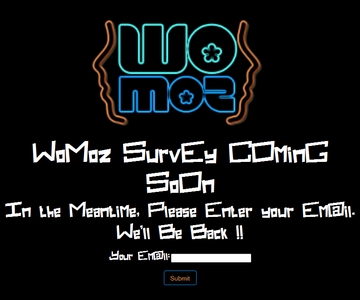 WO
MOZ
WoMoz SurvEy COminG
SoOn
In the Meantime, Please Enter your Em@il.
We'll Be Back !!
Your Em@il:
Submit